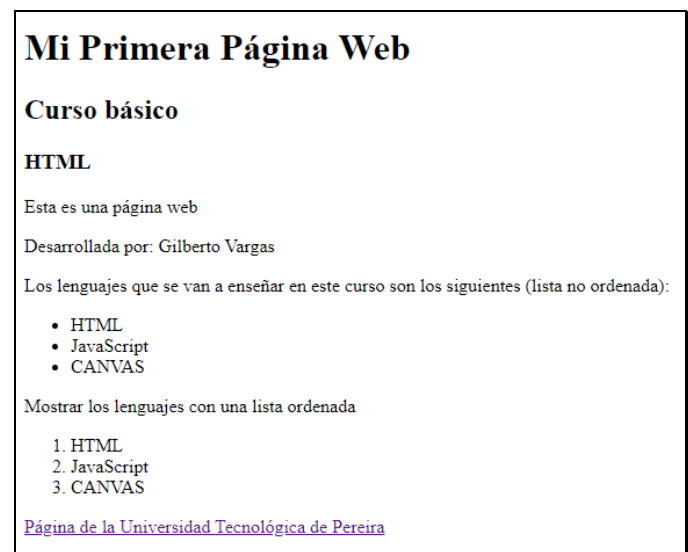 Mi Primera Página Web
Curso básico
HTML
Esta es una página web
Desarrollada por: Gilberto Vargas
Los lenguajes que se van a enseñar en este curso son los siguientes (lista no ordenada):
• HTML
• JavaScript
• CANVAS
Mostrar los lenguajes con una lista ordenada
1. HTML
2. JavaScript
3. CANVAS
Página de la Universidad Tecnológica de Pereira